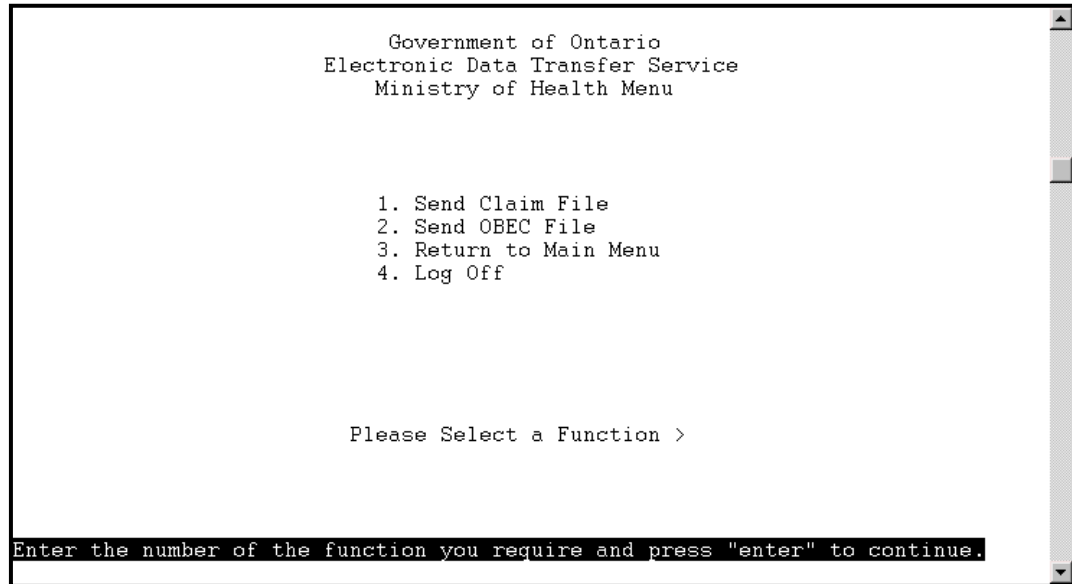 Government of Ontario
Electronic Data Transfer Service
Ministry of Health Menu
1. Send Claim File
2. Send OBEC File
3. Return to Main Menu
4. Log Off
Please Select a Function >
Enter the number of the function you require and press "enter" to continue.